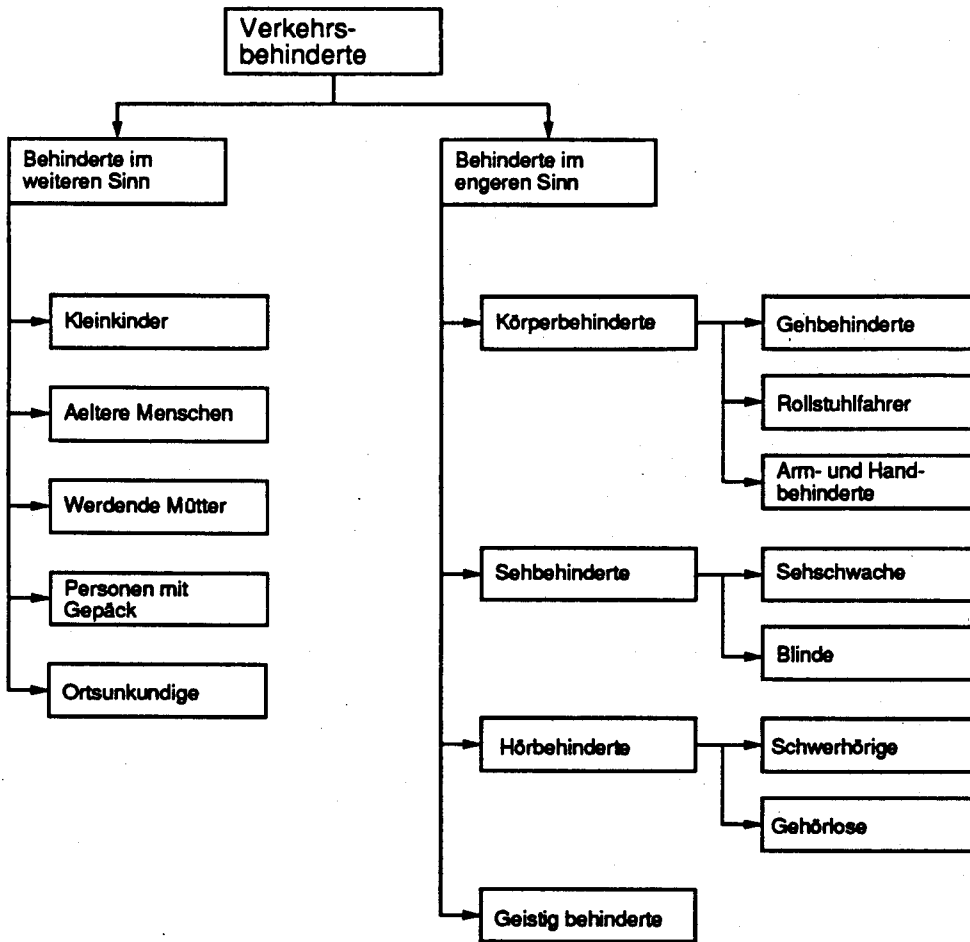 Verkehrs-
behinderte
Behinderte im
weiteren Sinn
Kleinkinder
Aeltere Menschen
Werdende Mütter
Personen mit
Gepäck
Ortsunkundige
Behinderte im
engeren Sinn
Körperbehinderte
Gehbehinderte
Rollstuhlfahrer
Arm- und Hand-
behinderte
Sehbehinderte
Sehschwache
Blinde
Hörbehinderte
Schwerhörige
Gehörlose
Geistig behinderte